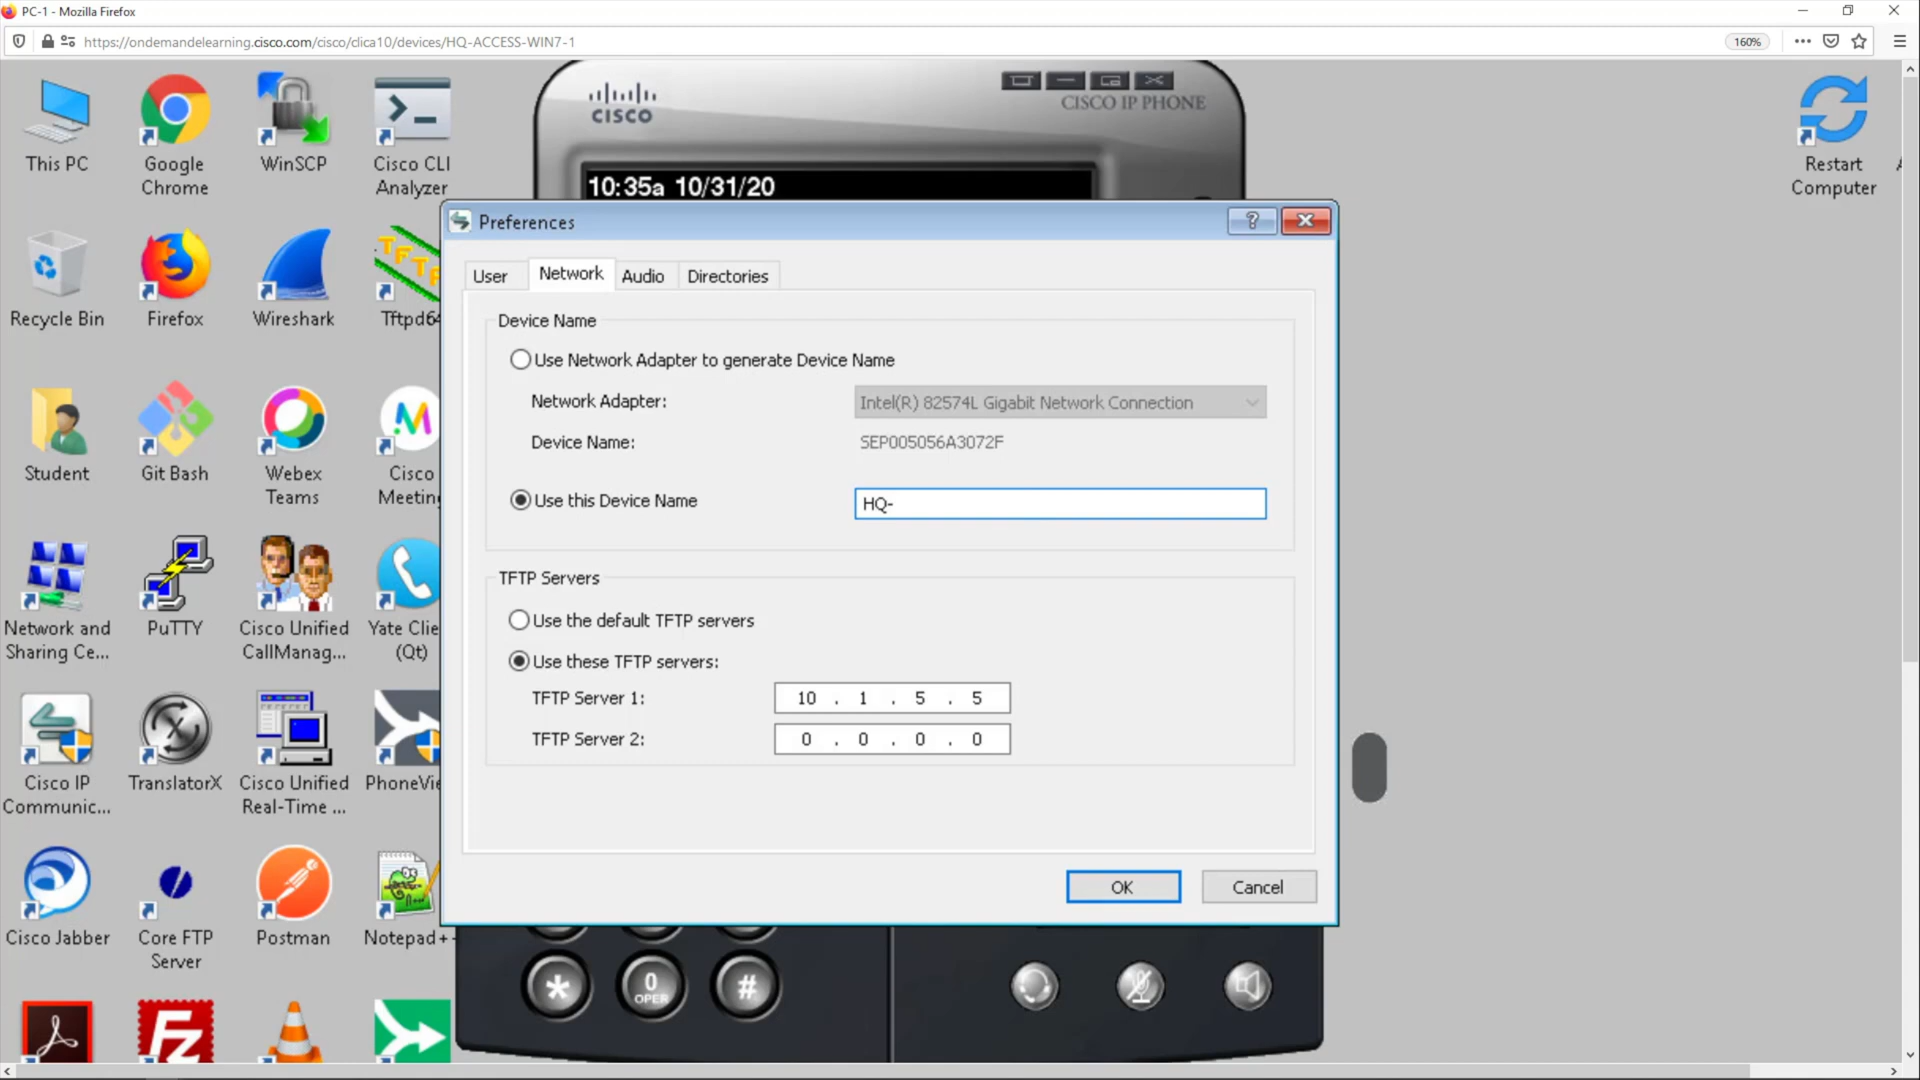 PC-1 - Mozilla Firefox
https://ondemandelearning.cisco.com/cisco/clica10/devices/HQ-ACCESS-WIN7-1
160%
This PC
Google
Chrome
WinSCP
Cisco CLI
Analyzer
CISCO
CISCO IP PHONE
10:35a 10/31/20
Restart
Computer
Recycle Bin
Firefox
Wireshark
TFTP
Tftpd64
Student
Git Bash
Webex
Teams
Cisco
Meeting
Network and
Sharing Ce...
PuTTY
Cisco Unified
CallManag...
Yate Clie
(Qt)
Cisco IP
Communic...
TranslatorX
Cisco Unified
Real-Time ...
PhoneVie
Cisco Jabber
Core FTP
Server
Postman
Notepad++
Fz
Preferences
?
User
Network
Audio
Directories
Device Name
Use Network Adapter to generate Device Name
Network Adapter:
Intel(R) 82574L Gigabit Network Connection
Device Name:
SEP005056A3072F
Use this Device Name
HQ-
TFTP Servers
Use the default TFTP servers
Use these TFTP servers:
TFTP Server 1:
10 . 1 . 5 . 5
TFTP Server 2:
0 . 0 . 0 . 0
OK
Cancel
* 0 #
OPER